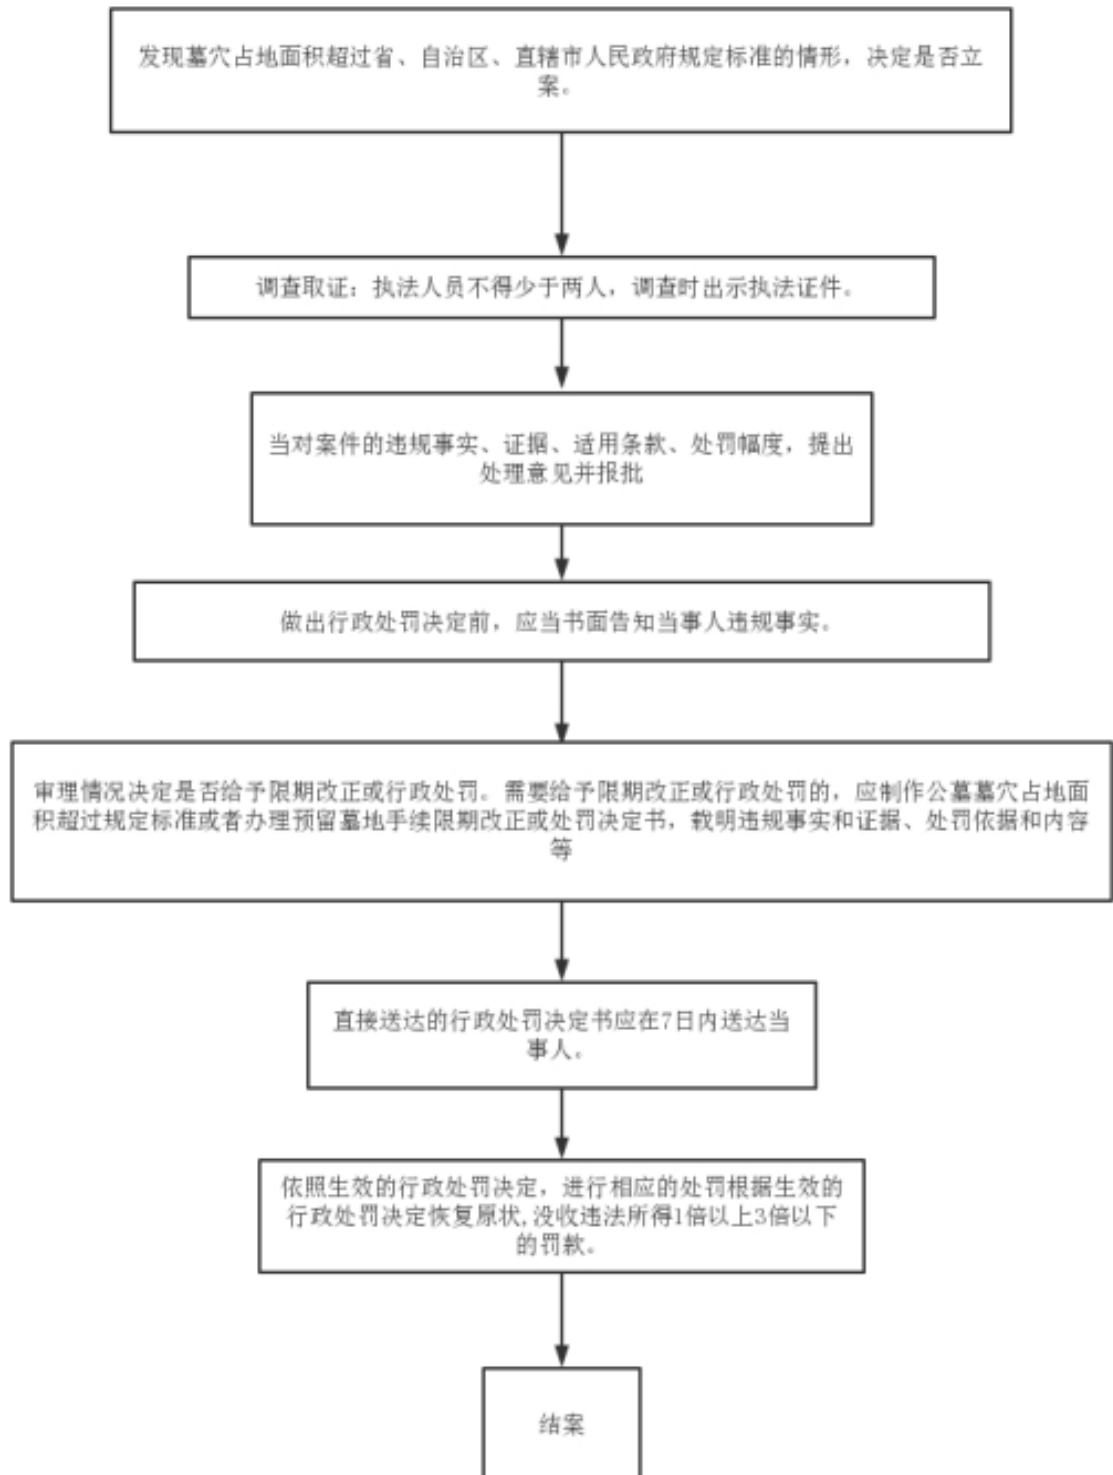 发现墓穴占地面积超过省、自治区、直辖市人民政府规定标准的情形，决定是否立
案。
调查取证：执法人员不得少于两人，调查时出示执法证件。
当对案件的违规事实、证据、适用条款、处罚幅度，提出
处理意见并报批
做出行政处罚决定前，应当书面告知当事人违规事实。
审理情况决定是否给予限期改正或行政处罚。需要给予限期改正或行政处罚的，应制作公墓墓穴占地面
积超过规定标准或者办理预留墓地手续限期改正或处罚决定书，载明违规事实和证据、处罚依据和内容
等
直接送达的行政处罚决定书应在7日内送达当
事人。
依照生效的行政处罚决定，进行相应的处罚根据生效的
行政处罚决定恢复原状,没收违法所得1倍以上3倍以下
的罚款。
结案